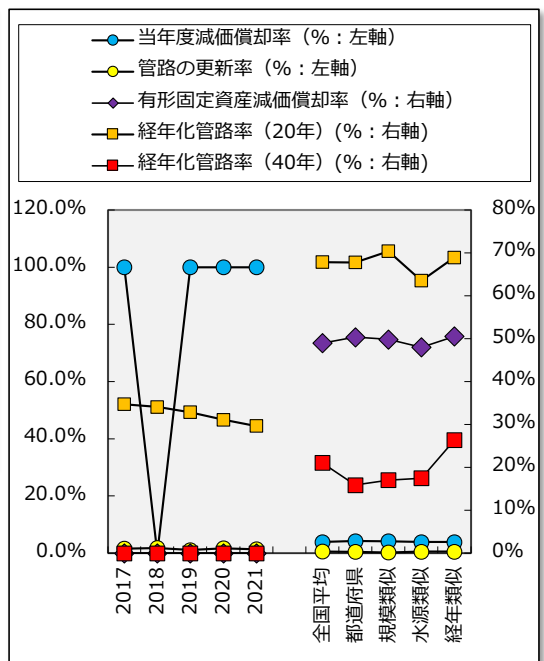 当年度減価償却率（%：左軸）
管路の更新率（%：左軸）
有形固定資産減価償却率（%：右軸）
経年化管路率（20年）(%：右軸)
経年化管路率（40年）(%：右軸)
120.0%
100.0%
80.0%
60.0%
40.0%
20.0%
0.0%
80%
70%
60%
50%
40%
30%
20%
10%
0%
2017
2018
2019
2020
2021
全国平均
都道府県
規模類似
水源類似
経年類似